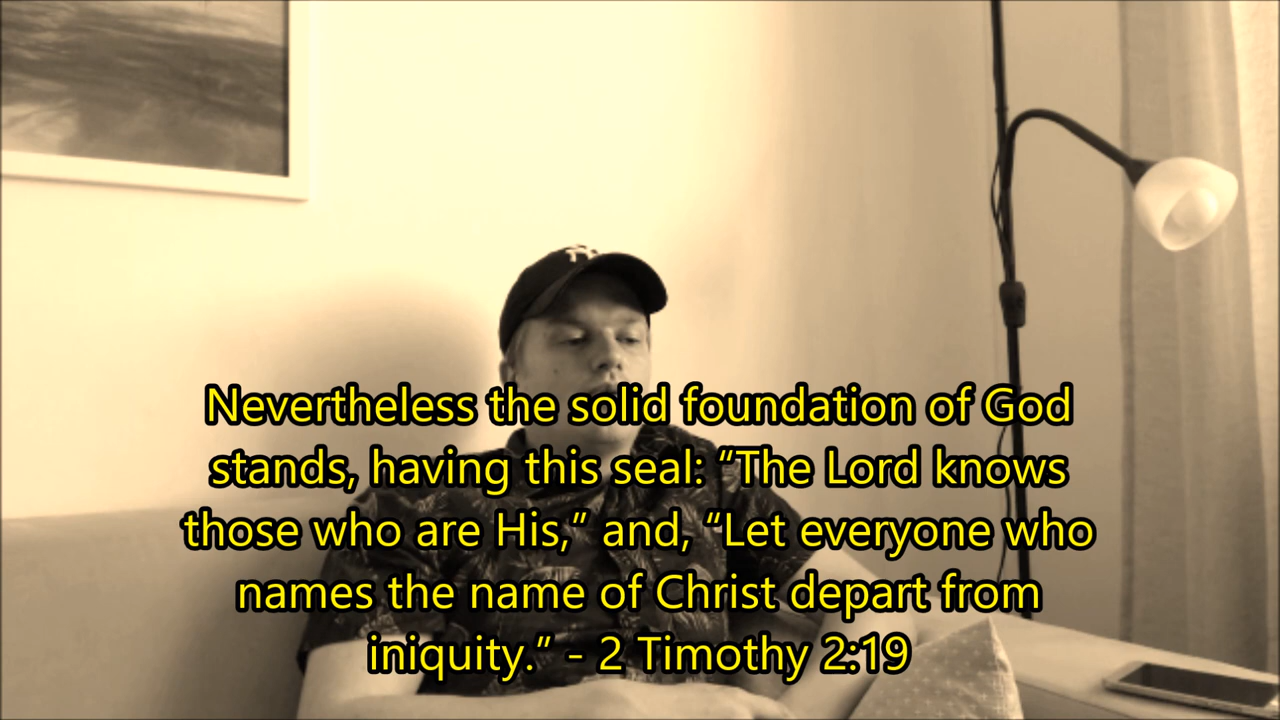 Nevertheless the solid foundation of God
stands, having this seal: “The Lord knows
those who are His,” and, “Let everyone who
names the name of Christ depart from
iniquity.” - 2 Timothy 2:19